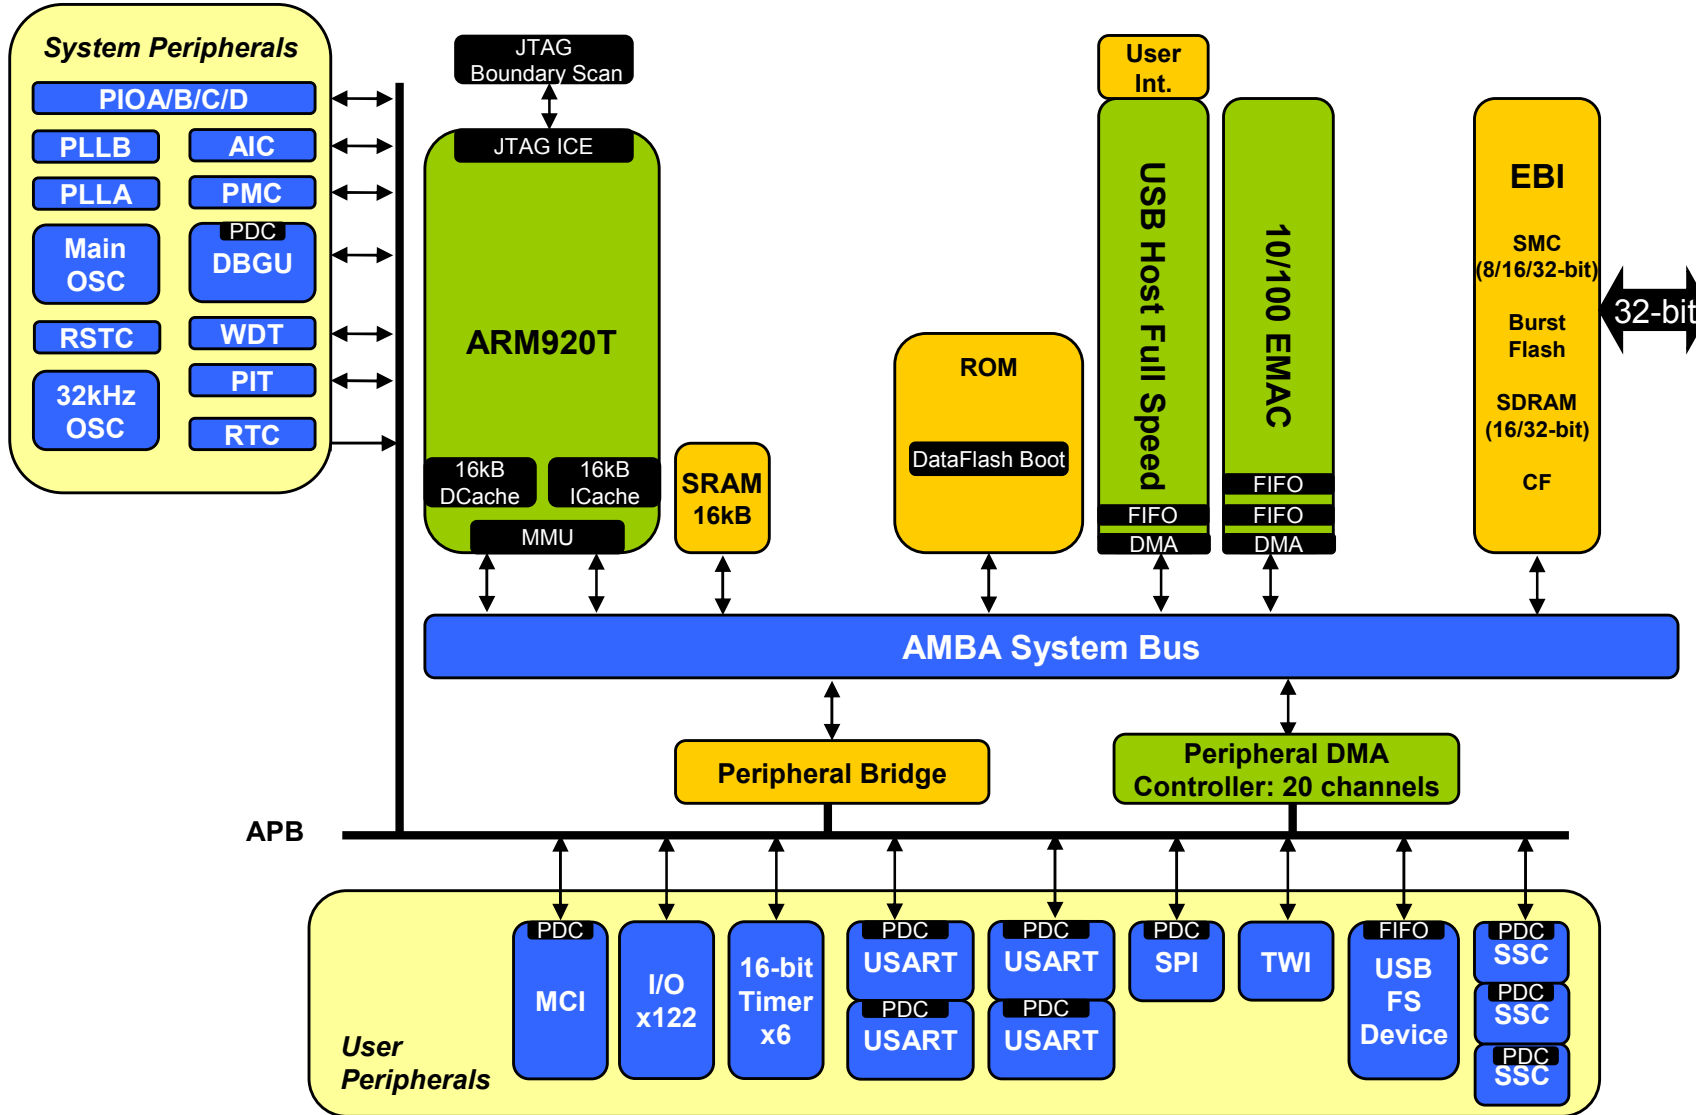 System Peripherals
PIOA/B/C/D
PLLB
AIC
PLLA
PMC
Main
OSC
PDC
DBGU
RSTC
WDT
32kHz
OSC
PIT
RTC
JTAG
Boundary Scan
JTAG ICE
ARM920T
16kB
DCache
16kB
ICache
MMU
SRAM
16kB
ROM
DataFlash Boot
User
Int.
USB Host Full Speed
FIFO
DMA
10/100 EMAC
FIFO
FIFO
DMA
EBI
SMC
(8/16/32-bit)
Burst
Flash
SDRAM
(16/32-bit)
CF
32-bit
AMBA System Bus
Peripheral Bridge
Peripheral DMA
Controller: 20 channels
APB
User
Peripherals
PDC
MCI
I/O
x122
16-bit
Timer
x6
PDC
USART
PDC
USART
PDC
USART
PDC
USART
PDC
SPI
TWI
FIFO
USB
FS
Device
PDC
SSC
PDC
SSC
PDC
SSC